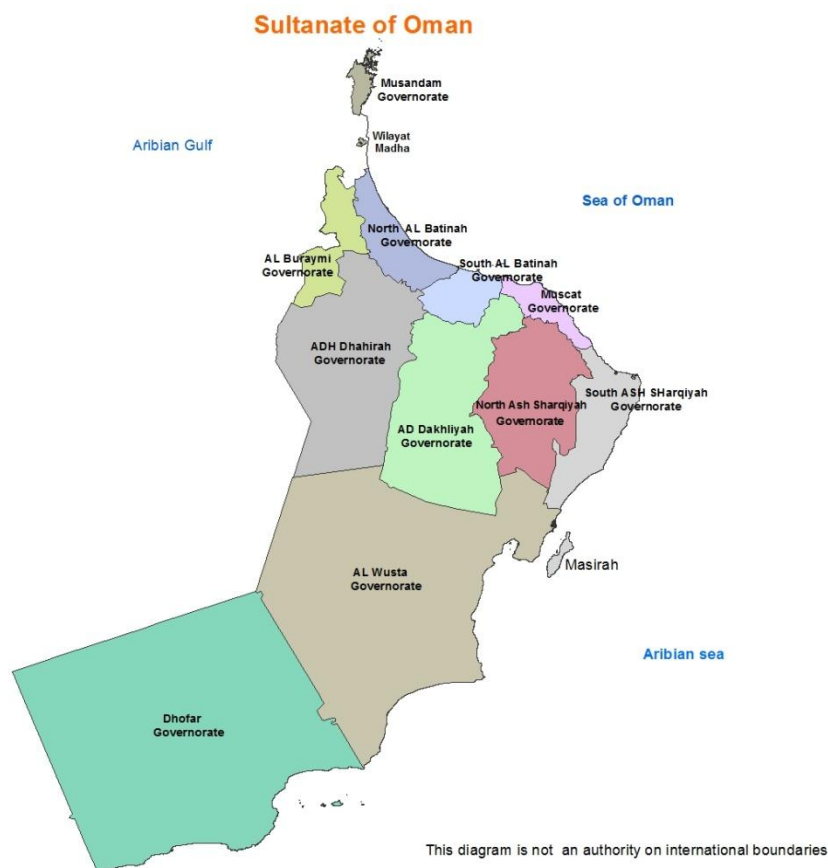 Sultanate of Oman
Musandam
Governorate
Wilayat
Madha
Aribian Gulf
Sea of Oman
North AL Batinah
Governorate
AL Buraymi
Governorate
South AL Batinah
Governorate
Muscat
Governorate
ADH Dhahirah
Governorate
South ASH SHarqiyah
Governorate
North Ash Sharqiyah
Governorate
AD Dakhliyah
Governorate
Masirah
AL Wusta
Governorate
Aribian sea
Dhofar
Governorate
This diagram is not an authority on international boundaries